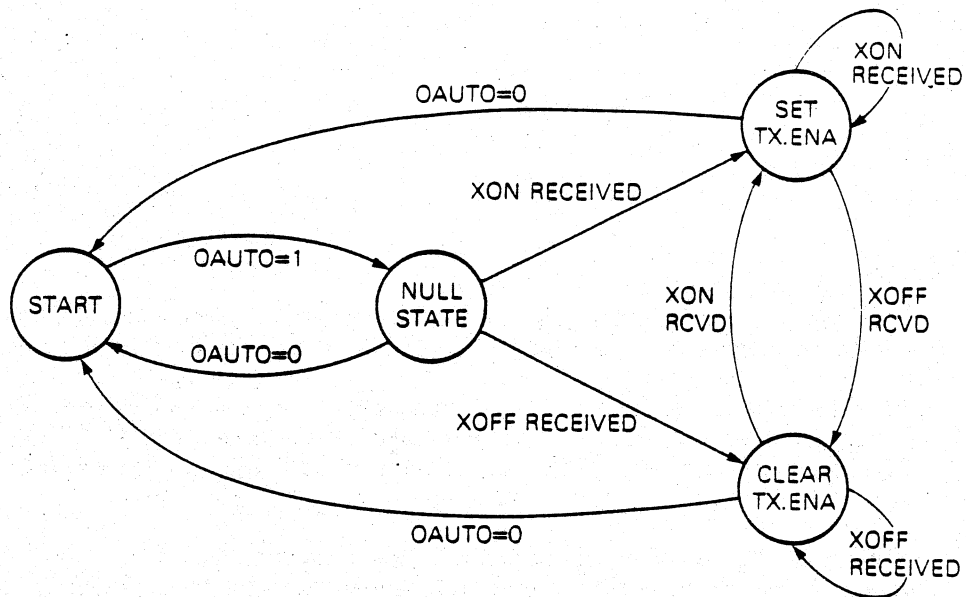 XON
RECEIVED
OAUTO=0
SET
TX.ENA
XON RECEIVED
OAUTO=1
START
NULL
STATE
XON
RCVD
XOFF
RCVD
OAUTO=0
XOFF RECEIVED
CLEAR
TX.ENA
OAUTO=0
XOFF
RECEIVED